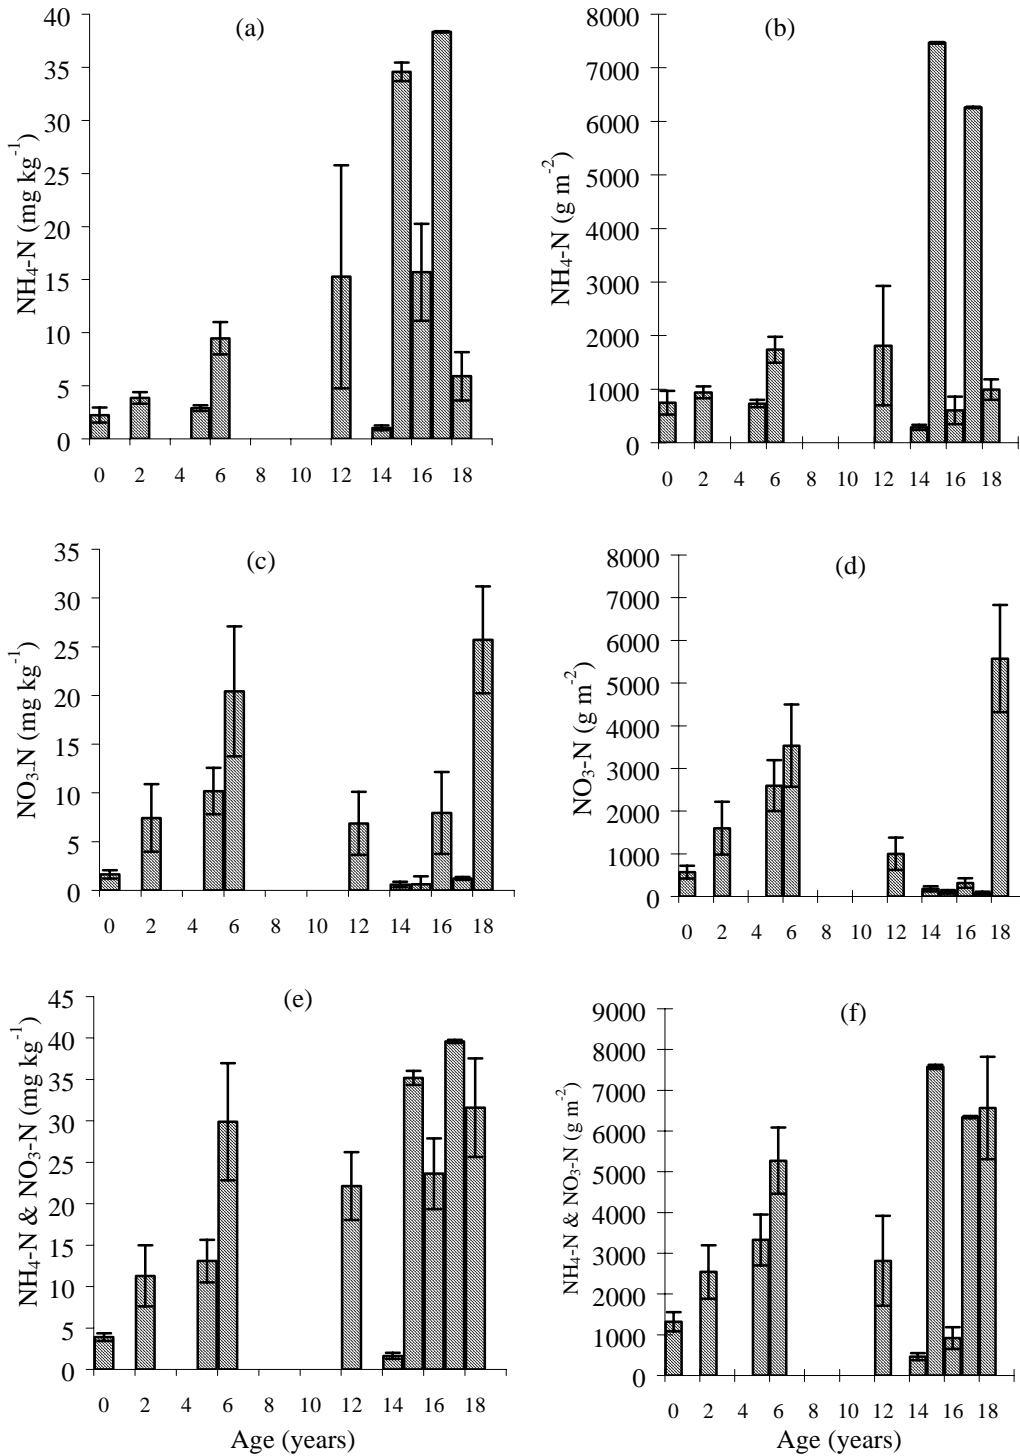 (a)
NH₄-N (mg kg⁻¹)
40
35
30
25
20
15
10
5
0
0 2 4 6 8 10 12 14 16 18
(b)
NH₄-N (g m⁻²)
8000
7000
6000
5000
4000
3000
2000
1000
0
0 2 4 6 8 10 12 14 16 18
(c)
NO₃-N (mg kg⁻¹)
35
30
25
20
15
10
5
0
0 2 4 6 8 10 12 14 16 18
(d)
NO₃-N (g m⁻²)
8000
7000
6000
5000
4000
3000
2000
1000
0
0 2 4 6 8 10 12 14 16 18
(e)
NH₄-N & NO₃-N (mg kg⁻¹)
45
40
35
30
25
20
15
10
5
0
0 2 4 6 8 10 12 14 16 18
Age (years)
(f)
NH₄-N & NO₃-N (g m⁻²)
9000
8000
7000
6000
5000
4000
3000
2000
1000
0
0 2 4 6 8 10 12 14 16 18
Age (years)